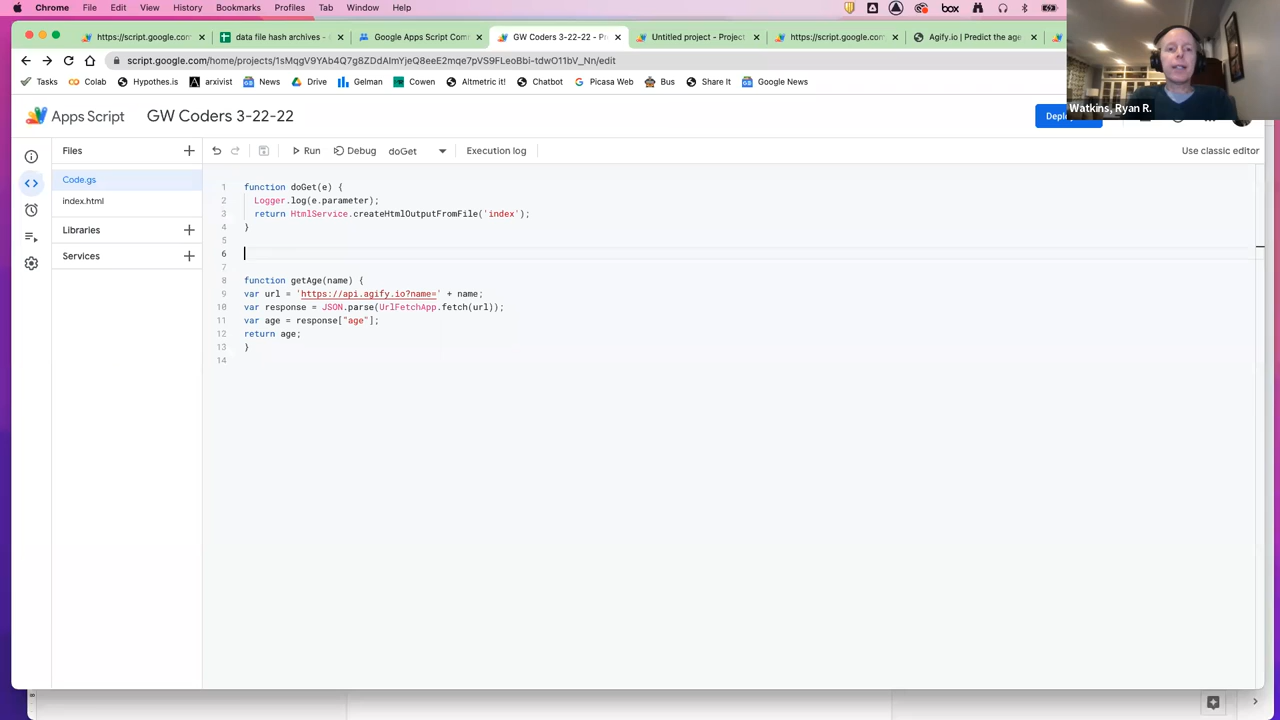 Chrome File Edit View History Bookmarks Profiles Tab Window Help box
https://script.google.com data file hash archives - Google Apps Script Com GW Coders 3-22-22 - Pr Untitled project - Project https://script.google.com Agify.io | Predict the age
script.google.com/home/projects/1sMqgV9YAb4Q7g8ZDdAlmYjeQ8eeE2mqe7pVS9FLeoBbi-tdwO11bV_Nn/edit
Tasks Colab Hypothes.is arxivist News Drive Gelman Cowen Altmetric it! Chatbot Picasa Web Bus Share It Google News
Watkins, Ryan R.
Apps Script GW Coders 3-22-22 Deploy
Files Run Debug doGet Execution log Use classic editor
Code.gs
index.html
Libraries
Services
1 function doGet(e) {
2 Logger.log(e.parameter);
3 return HtmlService.createHtmlOutputFromFile('index');
4 }
5
6
7
8 function getAge(name) {
9 var url = 'https://api.agify.io?name=' + name;
10 var response = JSON.parse(UrlFetchApp.fetch(url));
11 var age = response["age"];
12 return age;
13 }
14